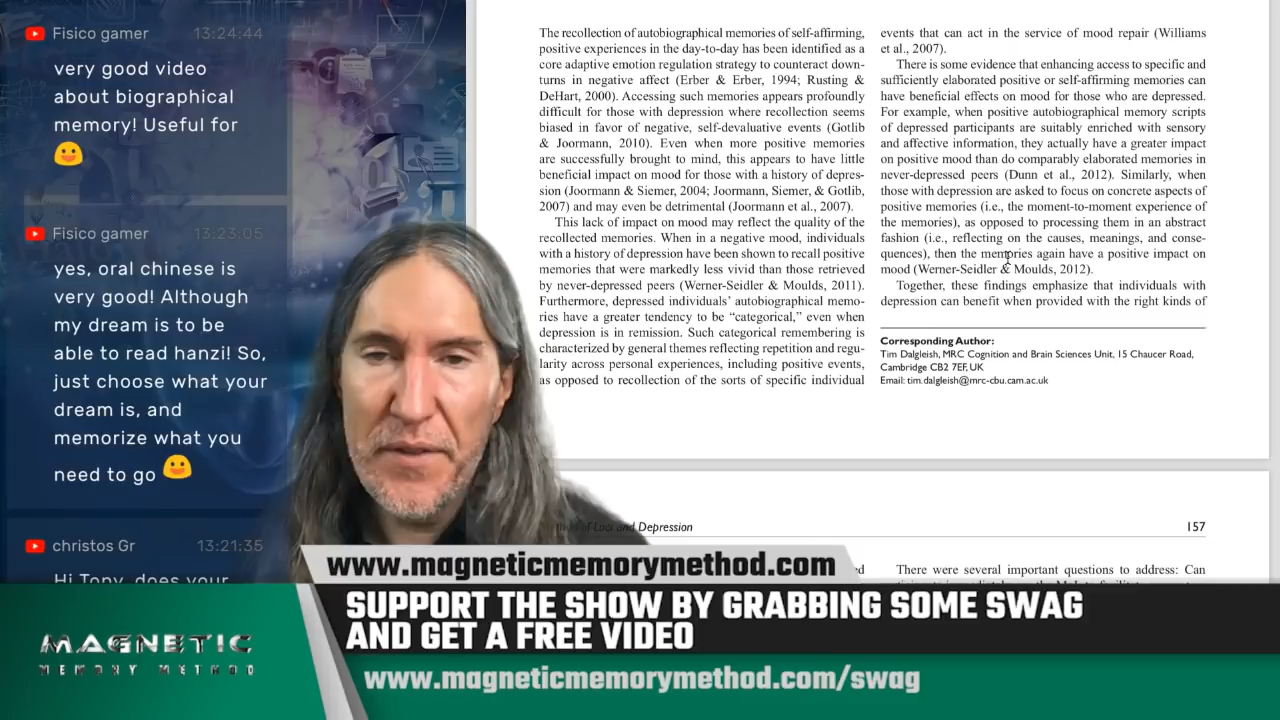 Fisico gamer 13:24:44
very good video
about biographical
memory! Useful for
Fisico gamer 13:23:05
yes, oral chinese is
very good! Although
my dream is to be
able to read hanzi! So,
just choose what your
dream is, and
memorize what you
need to go
christos Gr 13:21:35
Hi Tony, does your
The recollection of autobiographical memories of self-affirming,
positive experiences in the day-to-day has been identified as a
core adaptive emotion regulation strategy to counteract down-
turns in negative affect (Erber & Erber, 1994; Rusting &
DeHart, 2000). Accessing such memories appears profoundly
difficult for those with depression where recollection seems
biased in favor of negative, self-devaluative events (Gotlib
& Joormann, 2010). Even when more positive memories
are successfully brought to mind, this appears to have little
beneficial impact on mood for those with a history of depres-
sion (Joormann & Siemer, 2004; Joormann, Siemer, & Gotlib,
2007) and may even be detrimental (Joormann et al., 2007).
This lack of impact on mood may reflect the quality of the
recollected memories. When in a negative mood, individuals
with a history of depression have been shown to recall positive
memories that were markedly less vivid than those retrieved
by never-depressed peers (Werner-Seidler & Moulds, 2011).
Furthermore, depressed individuals' autobiographical memo-
ries have a greater tendency to be “categorical,” even when
depression is in remission. Such categorical remembering is
characterized by general themes reflecting repetition and regu-
larity across personal experiences, including positive events,
as opposed to recollection of the sorts of specific individual
events that can act in the service of mood repair (Williams
et al., 2007).
There is some evidence that enhancing access to specific and
sufficiently elaborated positive or self-affirming memories can
have beneficial effects on mood for those who are depressed.
For example, when positive autobiographical memory scripts
of depressed participants are suitably enriched with sensory
and affective information, they actually have a greater impact
on positive mood than do comparably elaborated memories in
never-depressed peers (Dunn et al., 2012). Similarly, when
those with depression are asked to focus on concrete aspects of
positive memories (i.e., the moment-to-moment experience of
the memories), as opposed to processing them in an abstract
fashion (i.e., reflecting on the causes, meanings, and conse-
quences), then the memories again have a positive impact on
mood (Werner-Seidler & Moulds, 2012).
Together, these findings emphasize that individuals with
depression can benefit when provided with the right kinds of
Corresponding Author:
Tim Dalgleish, MRC Cognition and Brain Sciences Unit, 15 Chaucer Road,
Cambridge CB2 7EF, UK
Email: tim.dalgleish@mrc-cbu.cam.ac.uk
of Loci and Depression 157
There were several important questions to address: Can
www.magneticmemorymethod.com
SUPPORT THE SHOW BY GRABBING SOME SWAG
AND GET A FREE VIDEO
www.magneticmemorymethod.com/swag
MAGNETIC
MEMORY METHOD